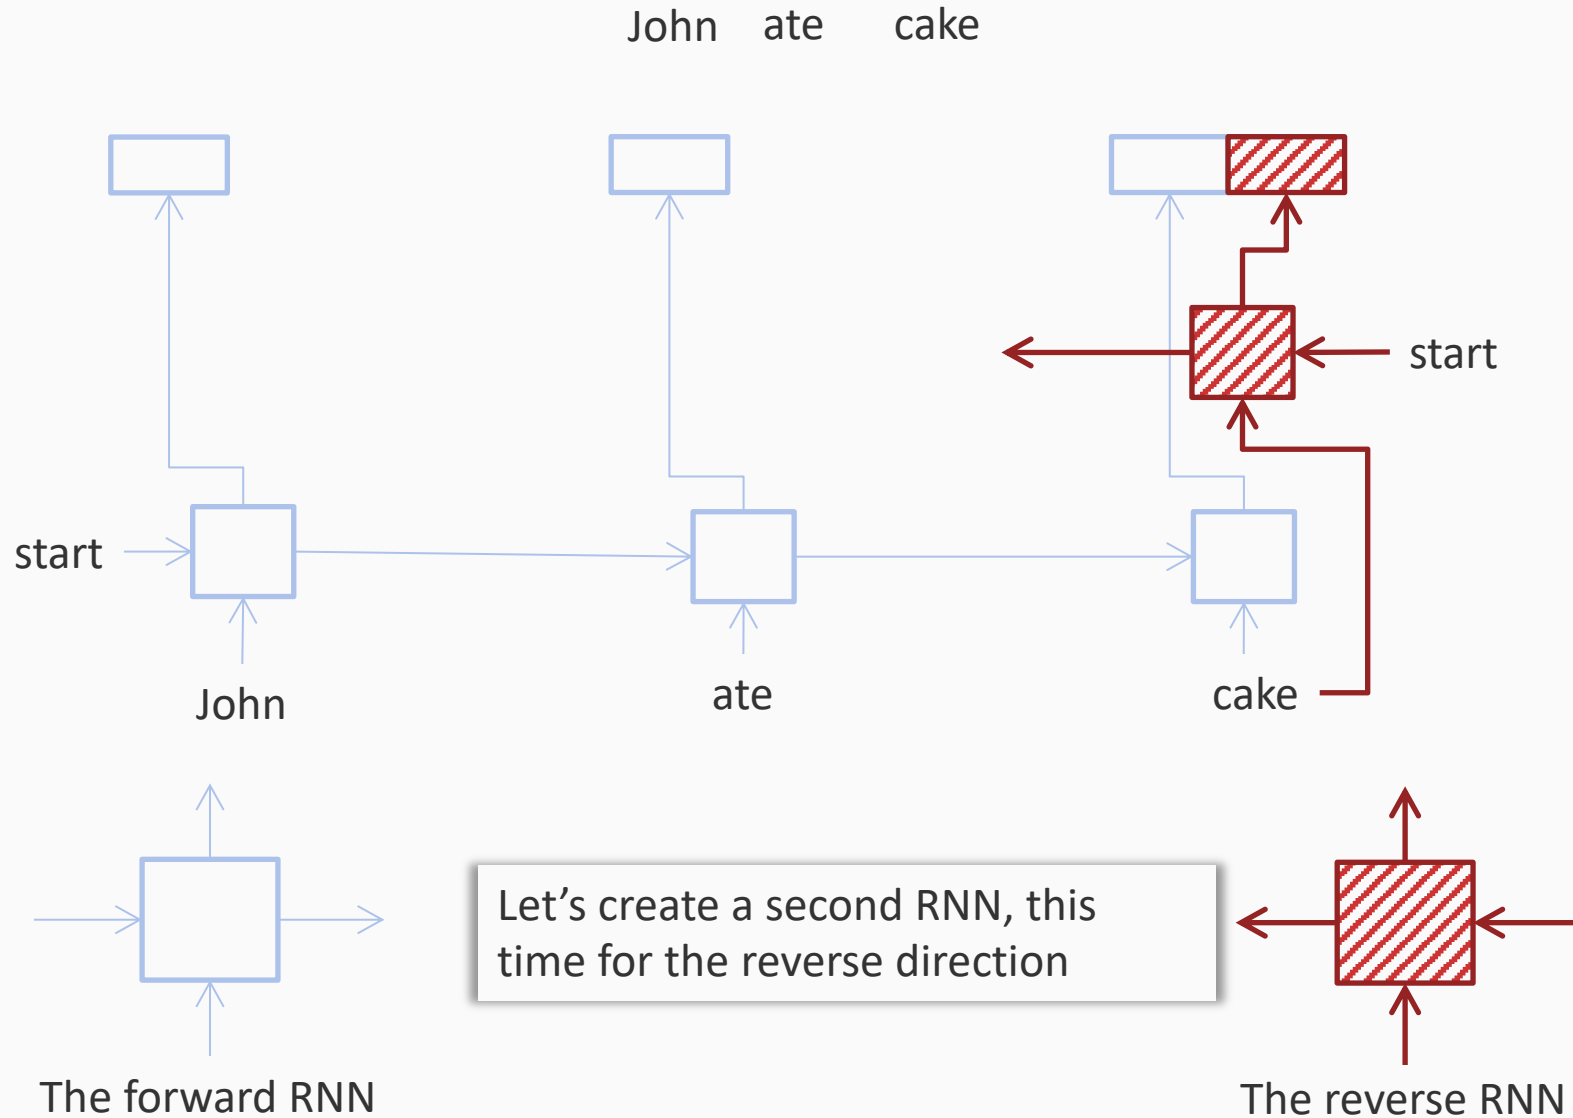 John ate cake
start
start
John
ate
cake
Let’s create a second RNN, this
time for the reverse direction
The forward RNN
The reverse RNN